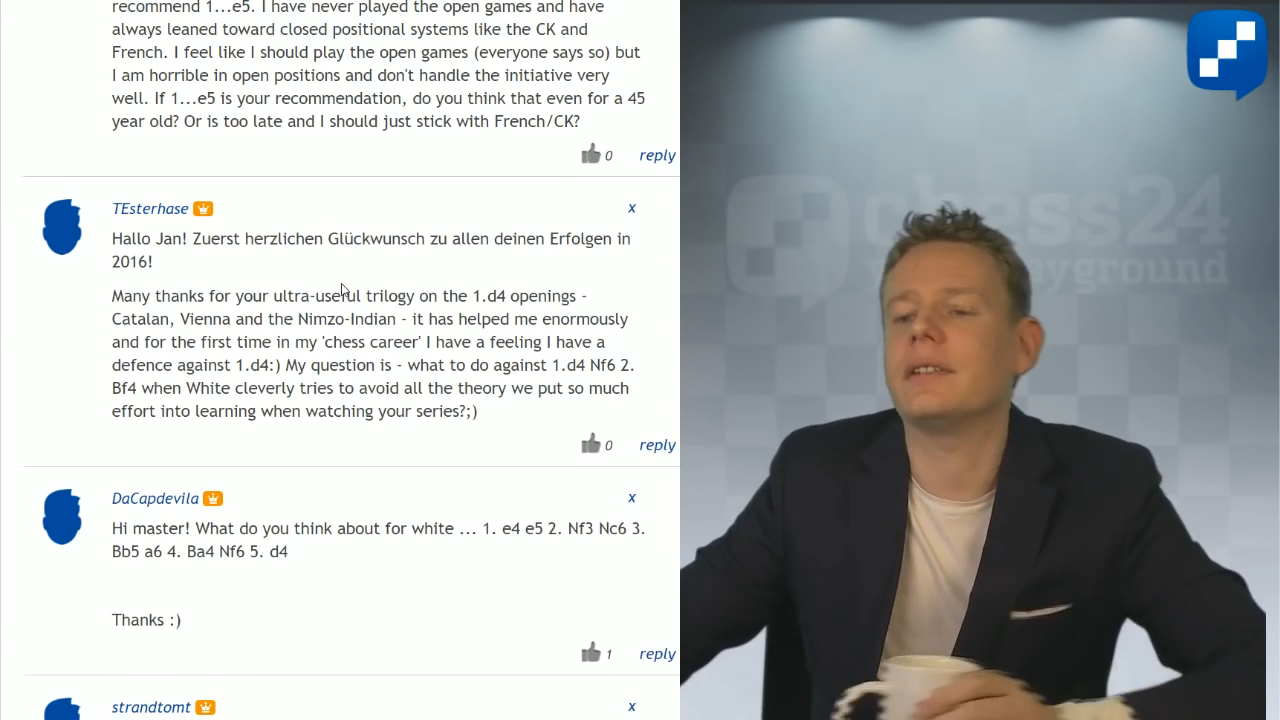 recommend 1...e5. I have never played the open games and have
always leaned toward closed positional systems like the CK and
French. I feel like I should play the open games (everyone says so) but
I am horrible in open positions and don't handle the initiative very
well. If 1...e5 is your recommendation, do you think that even for a 45
year old? Or is too late and I should just stick with French/CK?
0 reply
TEsterhase x
Hallo Jan! Zuerst herzlichen Glückwunsch zu allen deinen Erfolgen in
2016!
Many thanks for your ultra-useful trilogy on the 1.d4 openings -
Catalan, Vienna and the Nimzo-Indian - it has helped me enormously
and for the first time in my 'chess career' I have a feeling I have a
defence against 1.d4:) My question is - what to do against 1.d4 Nf6 2.
Bf4 when White cleverly tries to avoid all the theory we put so much
effort into learning when watching your series?;)
0 reply
DaCapdevila x
Hi master! What do you think about for white ... 1. e4 e5 2. Nf3 Nc6 3.
Bb5 a6 4. Ba4 Nf6 5. d4
Thanks :)
1 reply
strandtomt x
chess24